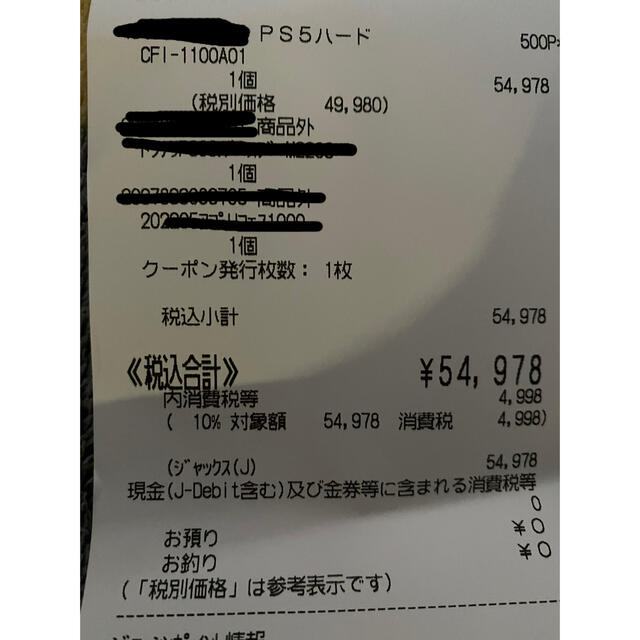 PS5ハード 500P
CFI-1100A01
1個 54,978
(税別価格 49,980)
商品外
1個
商品外
1個
クーポン発行枚数: 1枚
税込小計 54,978
《税込合計》 ¥54,978
内消費税等 4,998
( 10% 対象額 54,978 消費税 4,998)
(ジャックス(J) 54,978
現金(J-Debit含む)及び金券等に含まれる消費税等
0
お預り ¥0
お釣り ¥0
(「税別価格」は参考表示です)